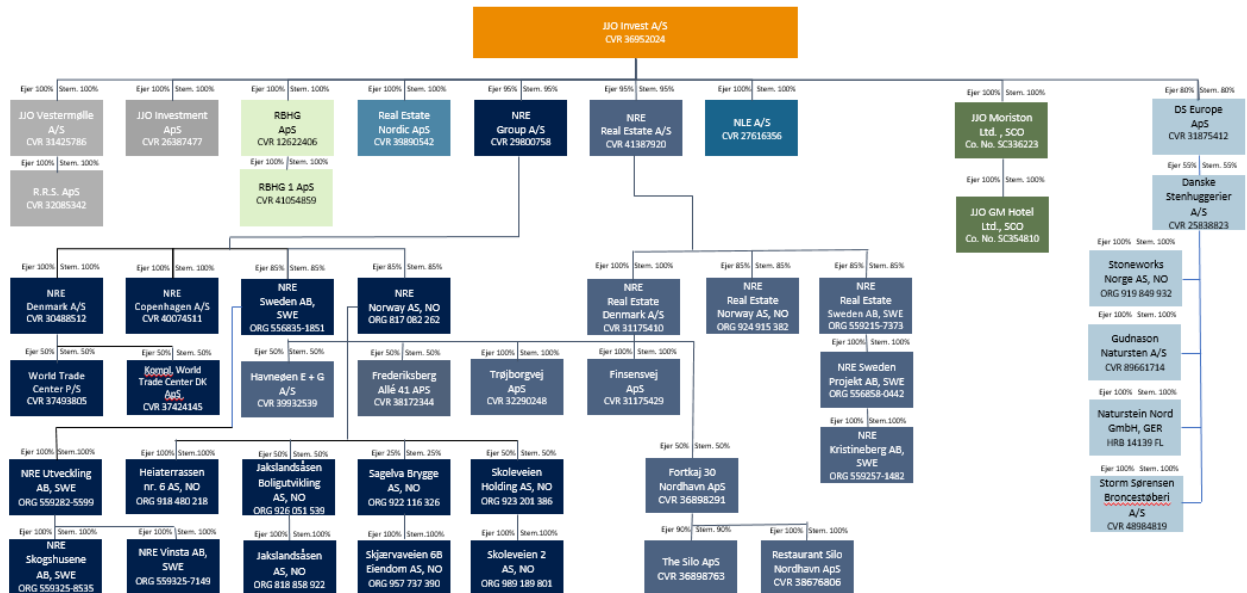 JJO Invest A/S
CVR 36952024
Ejer 100% Stem. 100%
JJO Vestermølle
A/S
CVR 31425786
Ejer 100% Stem. 100%
R.R.S. ApS
CVR 32085342
Ejer 100% Stem. 100%
JJO Investment
ApS
CVR 26387477
Ejer 100% Stem. 100%
RBHG
ApS
CVR 12622406
Ejer 100% Stem. 100%
RBHG 1 ApS
CVR 41054859
Ejer 100% Stem. 100%
Real Estate
Nordic ApS
CVR 39890542
Ejer 95% Stem. 95%
NRE
Group A/S
CVR 29800758
Ejer 95% Stem. 95%
NRE
Real Estate A/S
CVR 41387920
Ejer 100% Stem. 100%
NLE A/S
CVR 27616356
Ejer 100% Stem. 100%
JJO Moriston
Ltd. , SCO
Co. No. SC336223
Ejer 100% Stem. 100%
JJO GM Hotel
Ltd., SCO
Co. No. SC354810
Ejer 80% Stem. 80%
DS Europe
ApS
CVR 31875412
Ejer 55% Stem. 55%
Danske
Stenhuggerier
A/S
CVR 25838823
Ejer 100% Stem. 100%
NRE
Denmark A/S
CVR 30488512
Ejer 100% Stem. 100%
NRE
Copenhagen A/S
CVR 40074511
Ejer 85% Stem. 85%
NRE
Sweden AB,
SWE
ORG 556835-1851
Ejer 85% Stem. 85%
NRE
Norway AS, NO
ORG 817 082 262
Ejer 100% Stem. 100%
NRE
Real Estate
Denmark A/S
CVR 31175410
Ejer 85% Stem. 85%
NRE
Real Estate
Norway AS, NO
ORG 924 915 382
Ejer 85% Stem. 85%
NRE
Real Estate
Sweden AB, SWE
ORG 559215-7373
Ejer 100% Stem. 100%
Stoneworks
Norge AS, NO
ORG 919 849 932
Ejer 50% Stem. 50%
World Trade
Center P/S
CVR 37493805
Ejer 50% Stem. 50%
Kompl. World
Trade Center DK
ApS
CVR 37424145
Ejer 50% Stem. 50%
Havneøen E + G
A/S
CVR 39932539
Ejer 50% Stem. 50%
Frederiksberg
Allé 41 APS
CVR 38172344
Ejer 100% Stem. 100%
Trøjborgvej
ApS
CVR 32290248
Ejer 100% Stem. 100%
Finsensvej
ApS
CVR 31175429
Ejer 100% Stem. 100%
NRE Sweden
Projekt AB, SWE
ORG 556858-0442
Ejer 100% Stem. 100%
NRE
Kristineberg AB,
SWE
ORG 559257-1482
Ejer 100% Stem. 100%
Gudnason
Natursten A/S
CVR 89661714
Ejer 100% Stem. 100%
Naturstein Nord
GmbH, GER
HRB 14139 FL
Ejer 100% Stem. 100%
Storm Sørensen
Broncestøberi
A/S
CVR 48984819
Ejer 100% Stem. 100%
NRE Utveckling
AB, SWE
ORG 559282-5599
Ejer 100% Stem. 100%
Heiaterrassen
nr. 6 AS, NO
ORG 918 480 218
Ejer 50% Stem. 50%
Jakslandsåsen
Boligutvikling
AS, NO
ORG 926 051 539
Ejer 25% Stem. 25%
Sagelva Brygge
AS, NO
ORG 922 116 326
Ejer 50% Stem. 50%
Skoleveien
Holding AS, NO
ORG 923 201 386
Ejer 50% Stem. 50%
Fortkaj 30
Nordhavn ApS
CVR 36898291
Ejer 100% Stem. 100%
NRE
Skogshusene
AB, SWE
ORG 559325-8535
Ejer 100% Stem. 100%
NRE Vinsta AB,
SWE
ORG 559325-7149
Ejer 100% Stem. 100%
Jakslandsåsen
AS, NO
ORG 818 858 922
Ejer 100% Stem. 100%
Skjærvaveien 6B
Eiendom AS, NO
ORG 957 737 390
Ejer 100% Stem. 100%
Skoleveien 2
AS, NO
ORG 989 189 801
Ejer 90% Stem. 90%
The Silo ApS
CVR 36898763
Ejer 100% Stem. 100%
Restaurant Silo
Nordhavn ApS
CVR 38676806